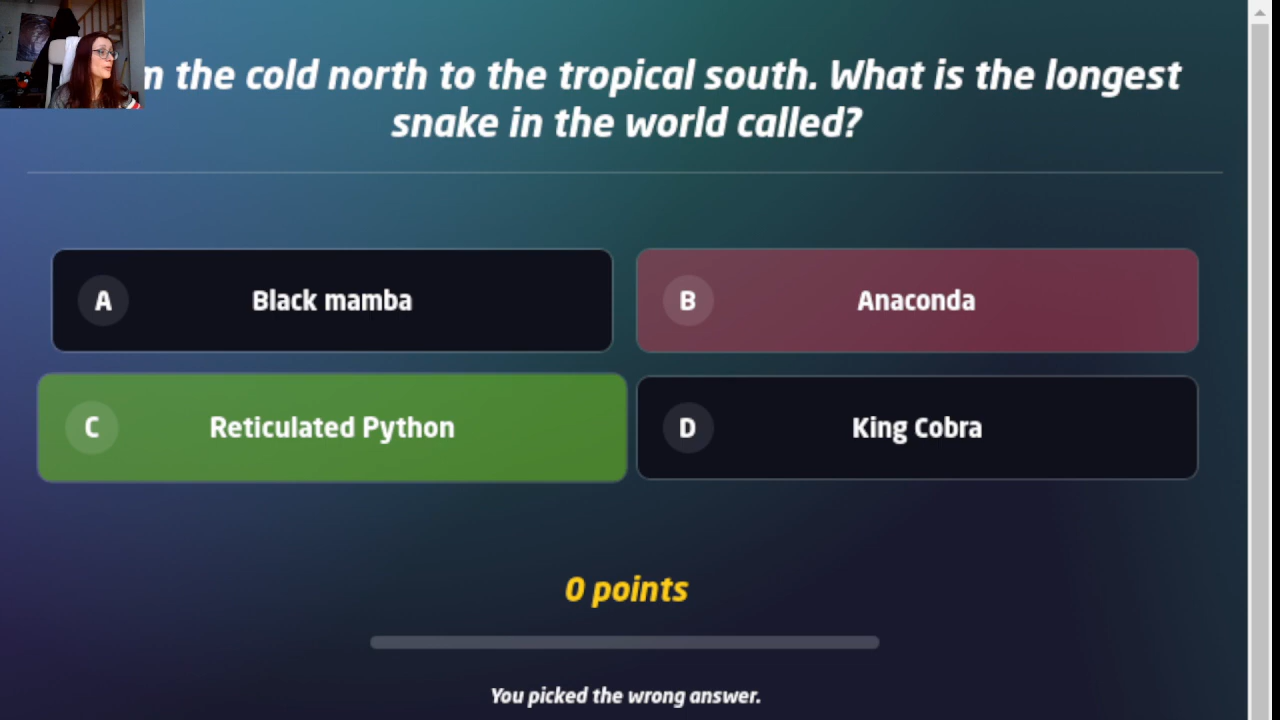 the cold north to the tropical south. What is the longest
snake in the world called?
A Black mamba
B Anaconda
C Reticulated Python
D King Cobra
0 points
You picked the wrong answer.